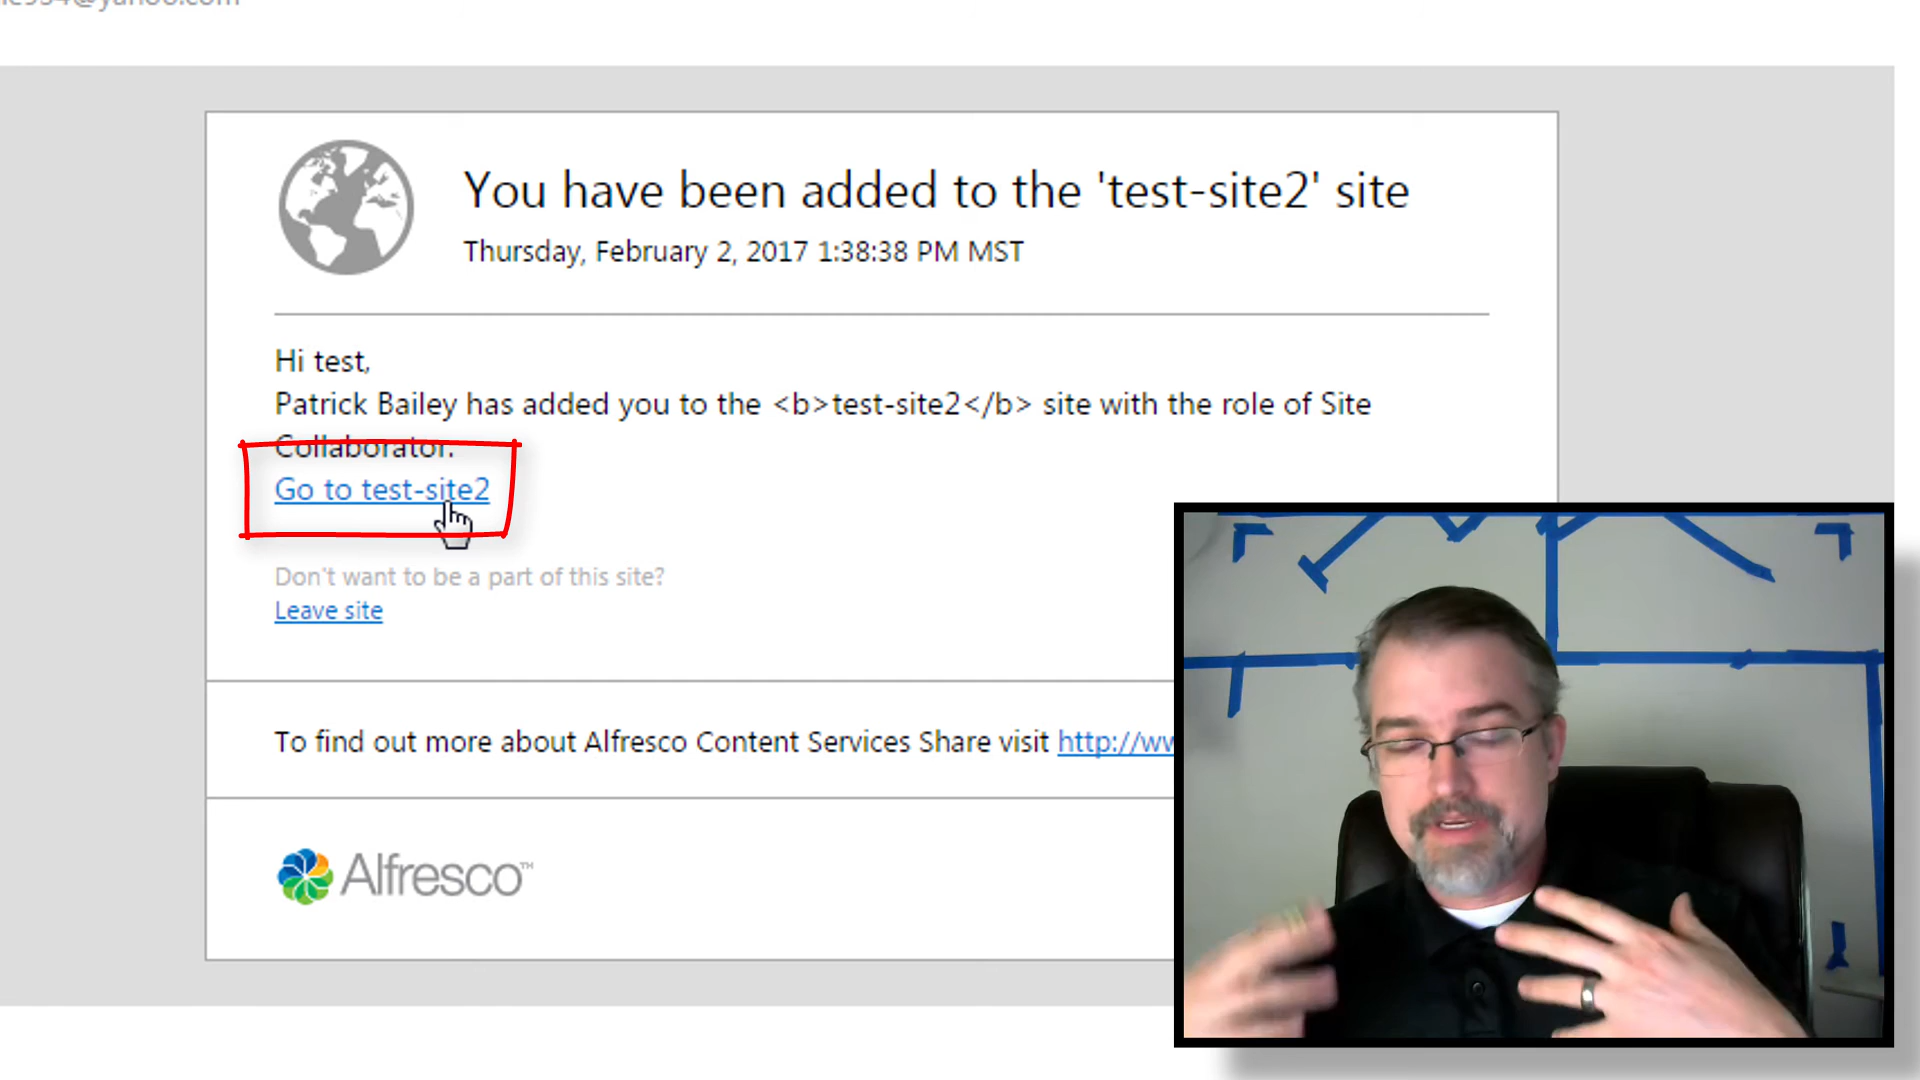 You have been added to the 'test-site2' site
Thursday, February 2, 2017 1:38:38 PM MST
Hi test,
Patrick Bailey has added you to the <b>test-site2</b> site with the role of Site
Collaborator.
Go to test-site2
Don't want to be a part of this site?
Leave site
To find out more about Alfresco Content Services Share visit http://ww
Alfresco™